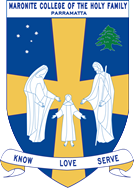 MARONITE COLLEGE OF THE HOLY FAMILY
PARRAMATTA
KNOW LOVE SERVE